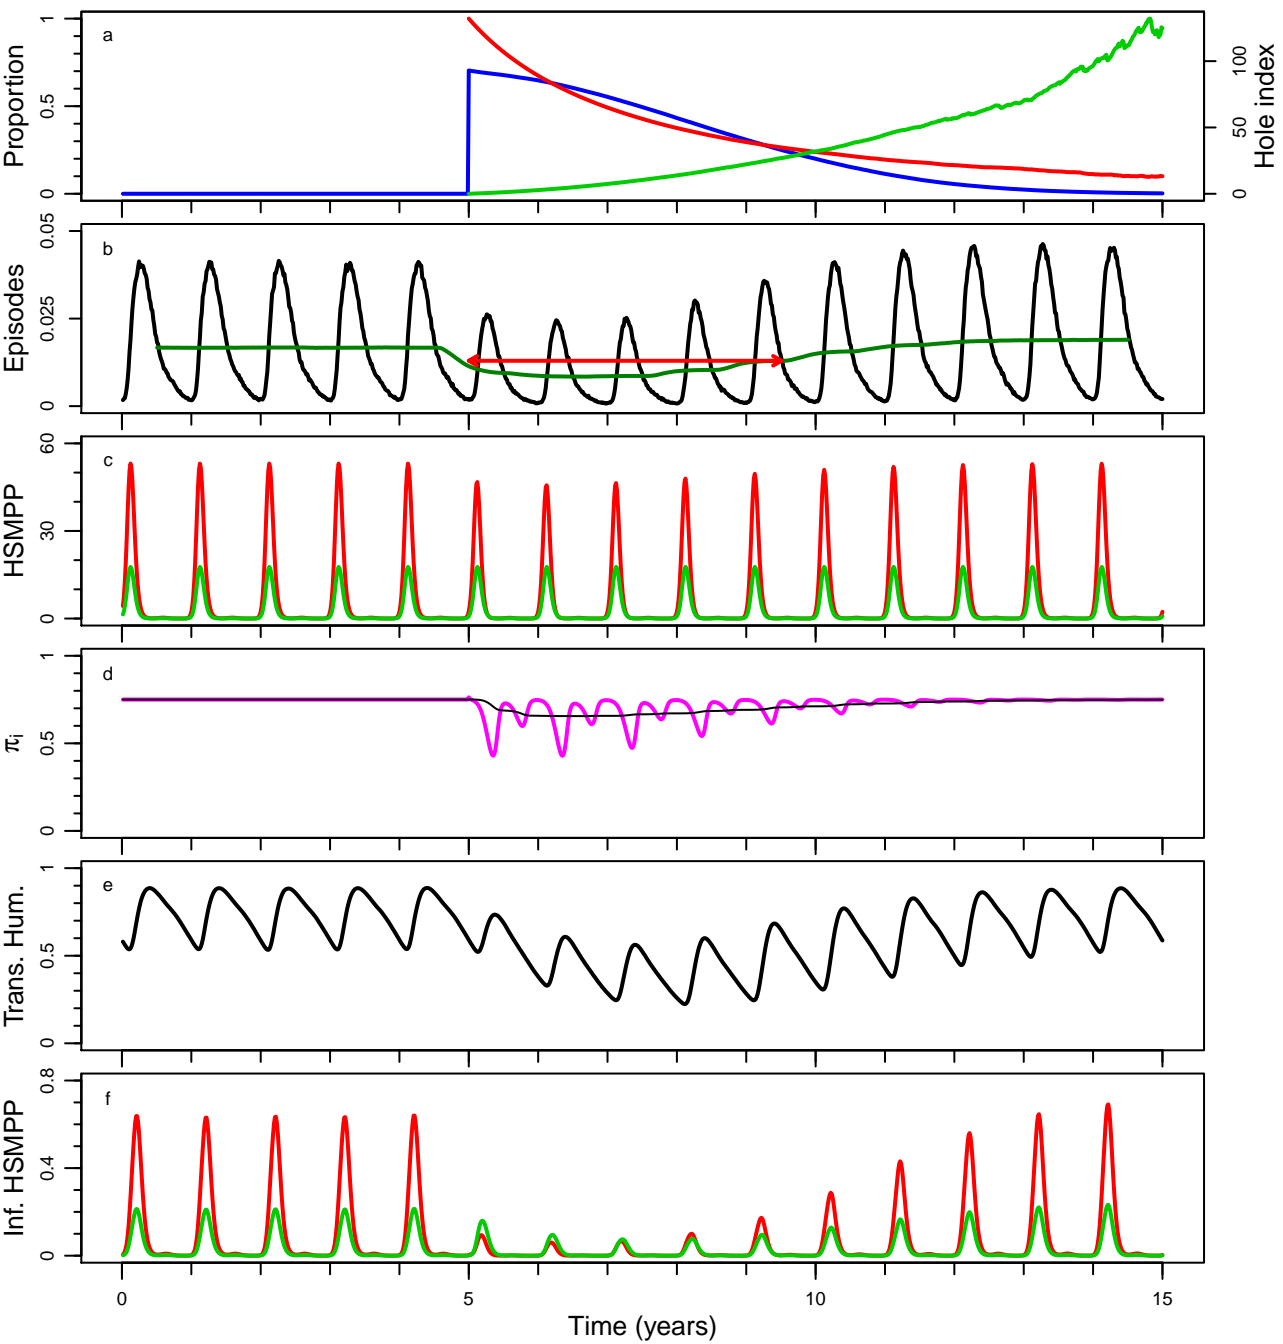 a
Proportion
0
0.5
1
Hole index
0
50
100
b
Episodes
0
0.025
0.05
c
HSMPP
0
30
60
d
πi
0
0.5
1
e
Trans. Hum.
0
0.5
1
f
Inf. HSMPP
0
0.4
0.8
0 5 10 15
Time (years)